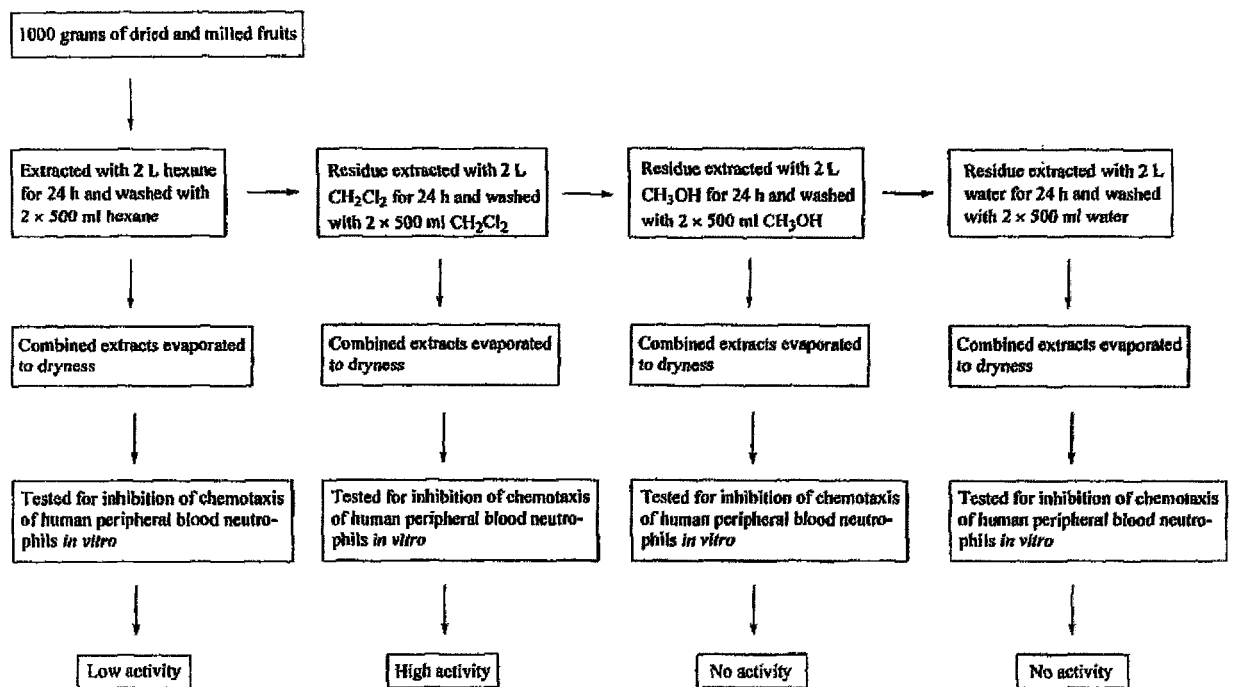 1000 grams of dried and milled fruits
Extracted with 2 L hexane
for 24 h and washed with
2 × 500 ml hexane
Residue extracted with 2 L
CH₂Cl₂ for 24 h and washed
with 2 × 500 ml CH₂Cl₂
Residue extracted with 2 L
CH₃OH for 24 h and washed
with 2 × 500 ml CH₃OH
Residue extracted with 2 L
water for 24 h and washed
with 2 × 500 ml water
Combined extracts evaporated
to dryness
Combined extracts evaporated
to dryness
Combined extracts evaporated
to dryness
Combined extracts evaporated
to dryness
Tested for inhibition of chemotaxis
of human peripheral blood neutro-
phils in vitro
Tested for inhibition of chemotaxis
of human peripheral blood neutro-
phils in vitro
Tested for inhibition of chemotaxis
of human peripheral blood neutro-
phils in vitro
Tested for inhibition of chemotaxis
of human peripheral blood neutro-
phils in vitro
Low activity
High activity
No activity
No activity